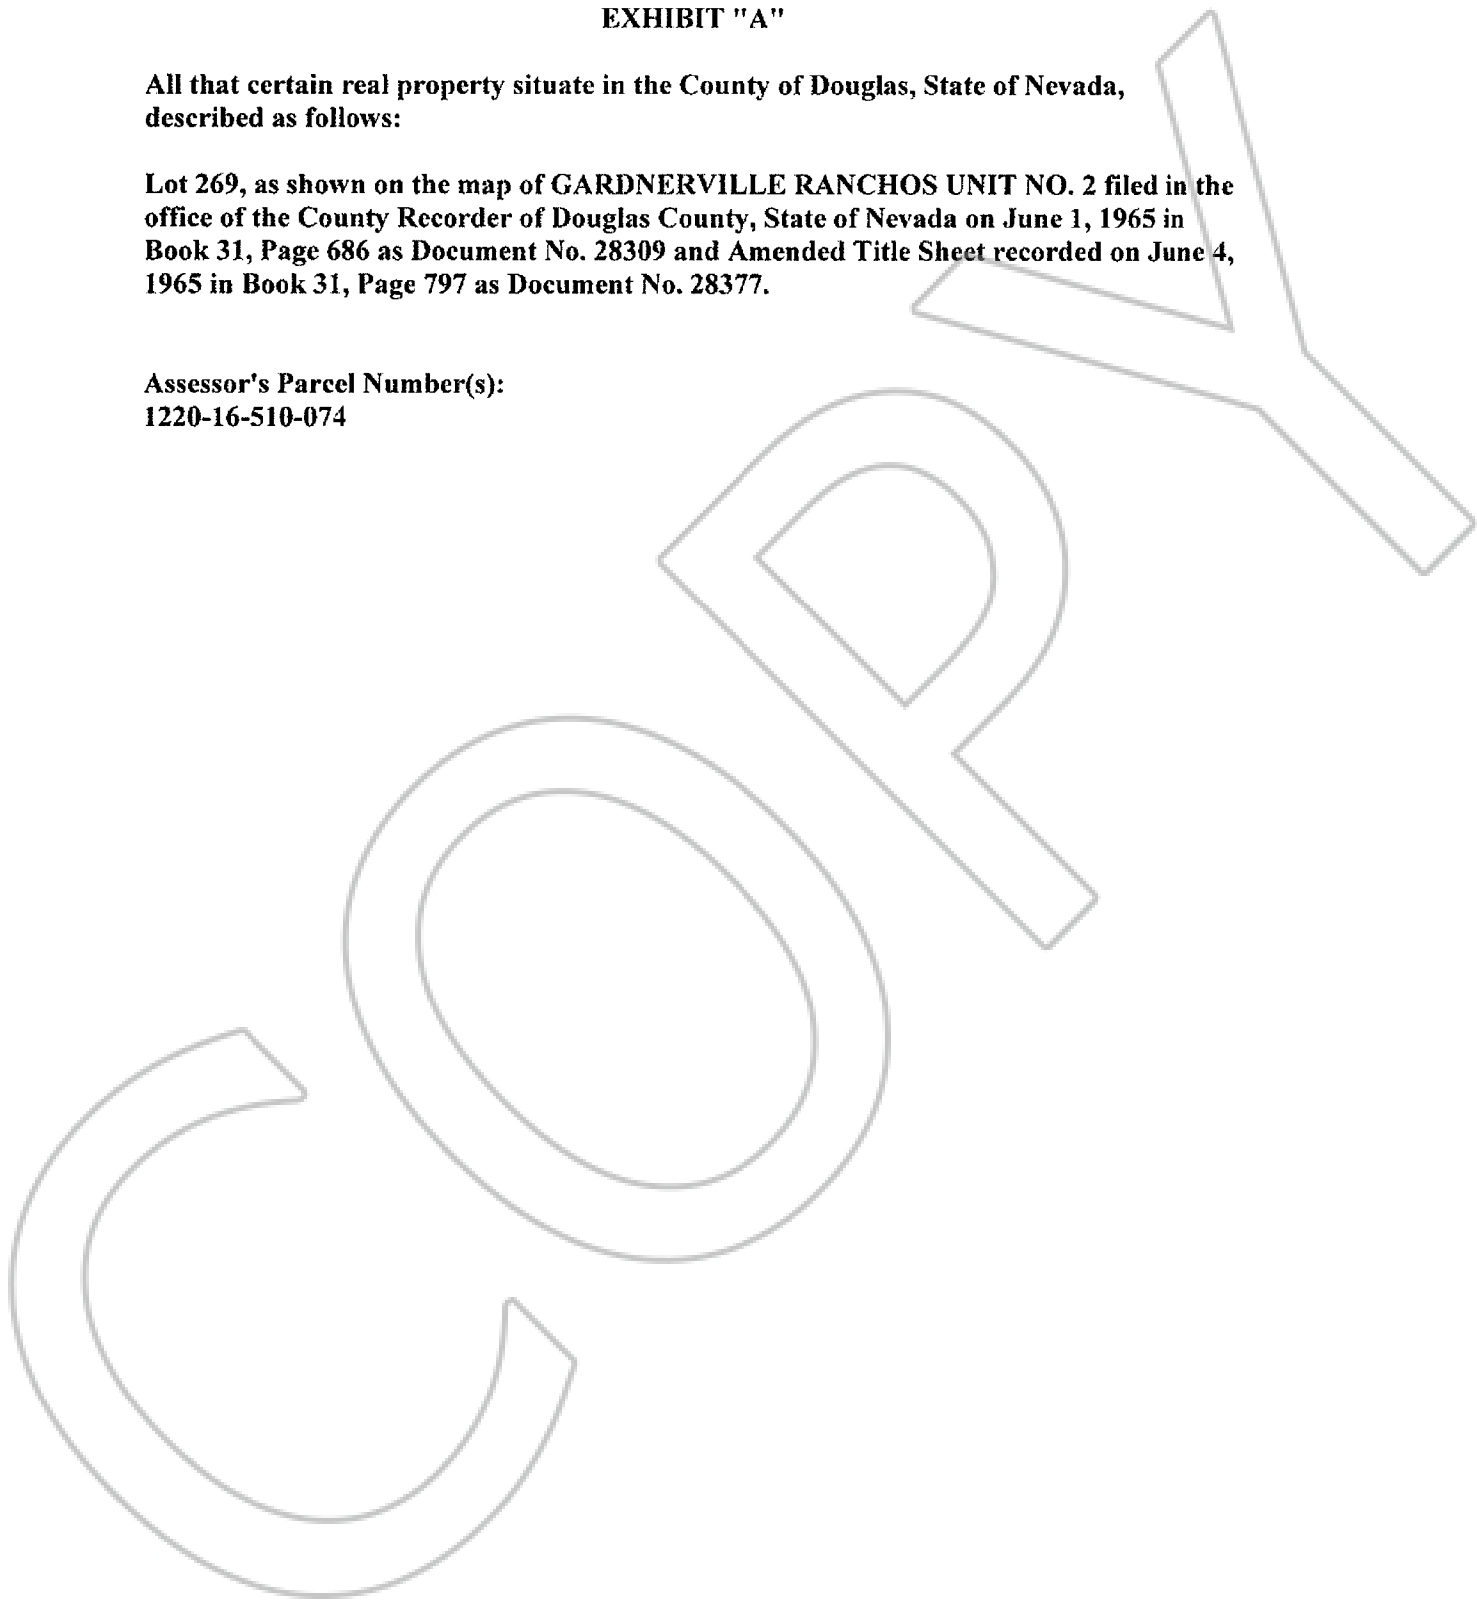 EXHIBIT "A"
All that certain real property situate in the County of Douglas, State of Nevada,
described as follows:
Lot 269, as shown on the map of GARDNERVILLE RANCHOS UNIT NO. 2 filed in the
office of the County Recorder of Douglas County, State of Nevada on June 1, 1965 in
Book 31, Page 686 as Document No. 28309 and Amended Title Sheet recorded on June 4,
1965 in Book 31, Page 797 as Document No. 28377.
Assessor's Parcel Number(s):
1220-16-510-074
COPY